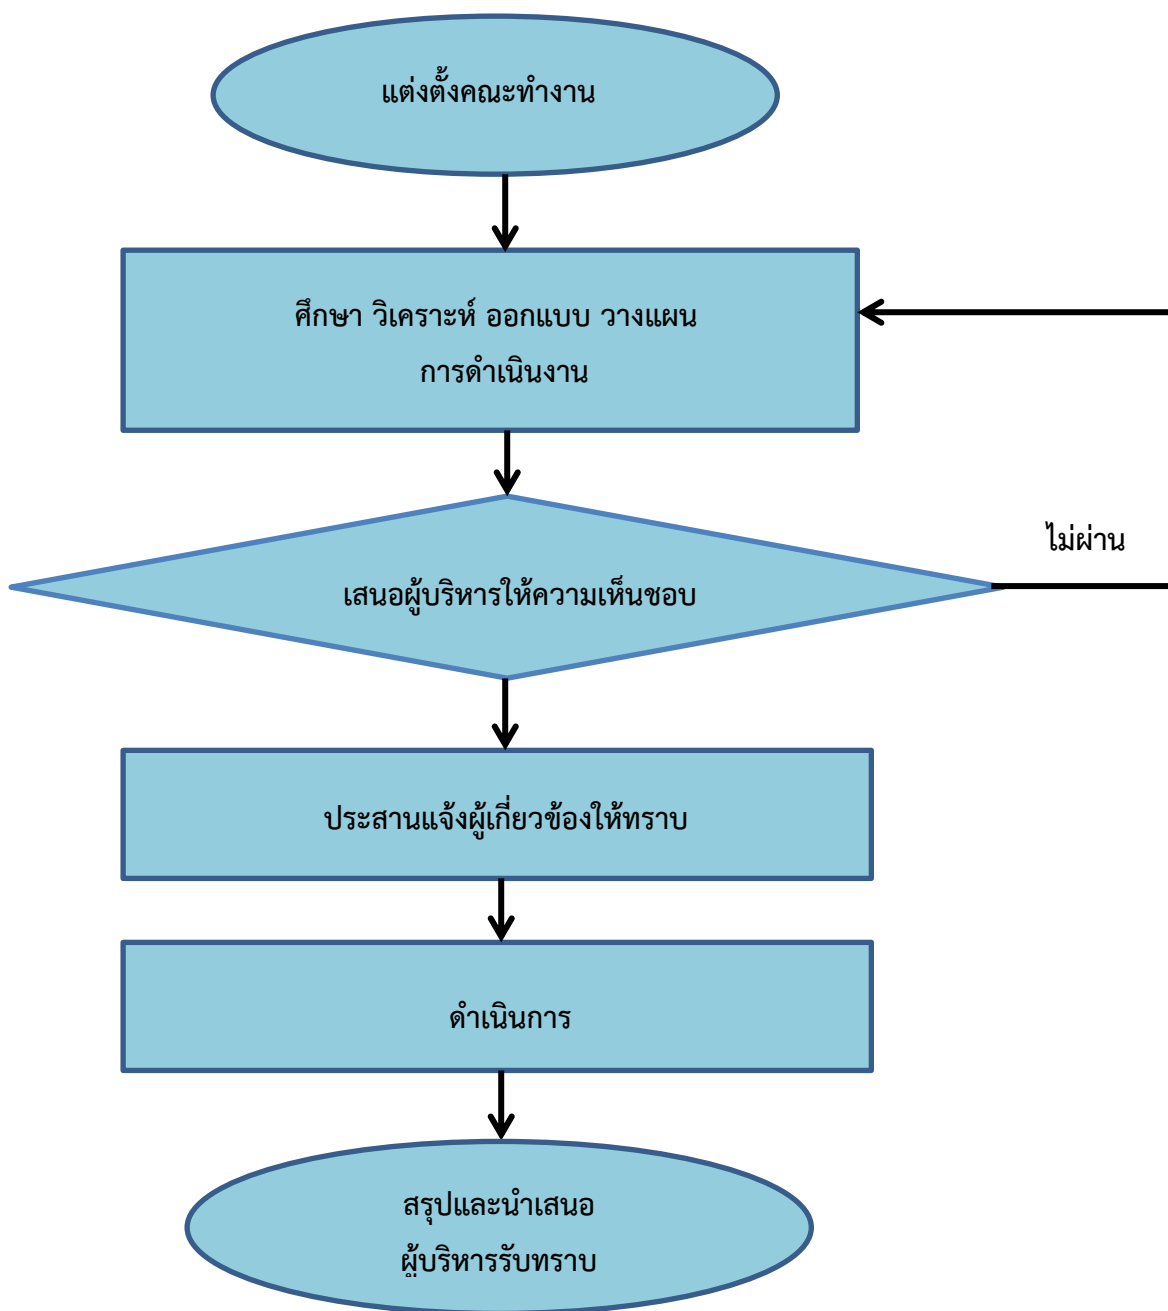 แต่งตั้งคณะทำงาน
ศึกษา วิเคราะห์ ออกแบบ วางแผน
การดำเนินงาน
ไม่ผ่าน
เสนอผู้บริหารให้ความเห็นชอบ
ประสานแจ้งผู้เกี่ยวข้องให้ทราบ
ดำเนินการ
สรุปและนำเสนอ
ผู้บริหารรับทราบ